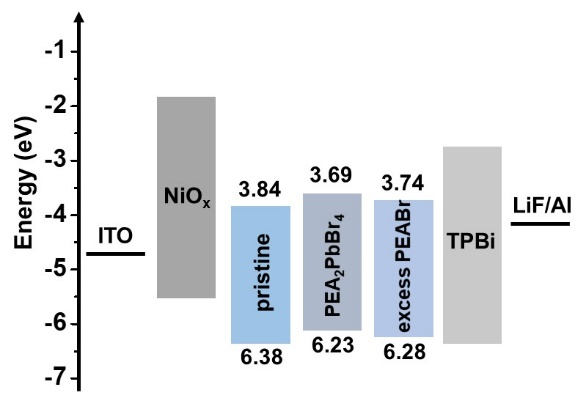 Energy (eV)
-1
-2
-3
-4
-5
-6
-7
ITO
NiOₓ
3.84
pristine
6.38
3.69
PEA₂PbBr₄
6.23
3.74
excess PEABr
6.28
TPBi
LiF/Al